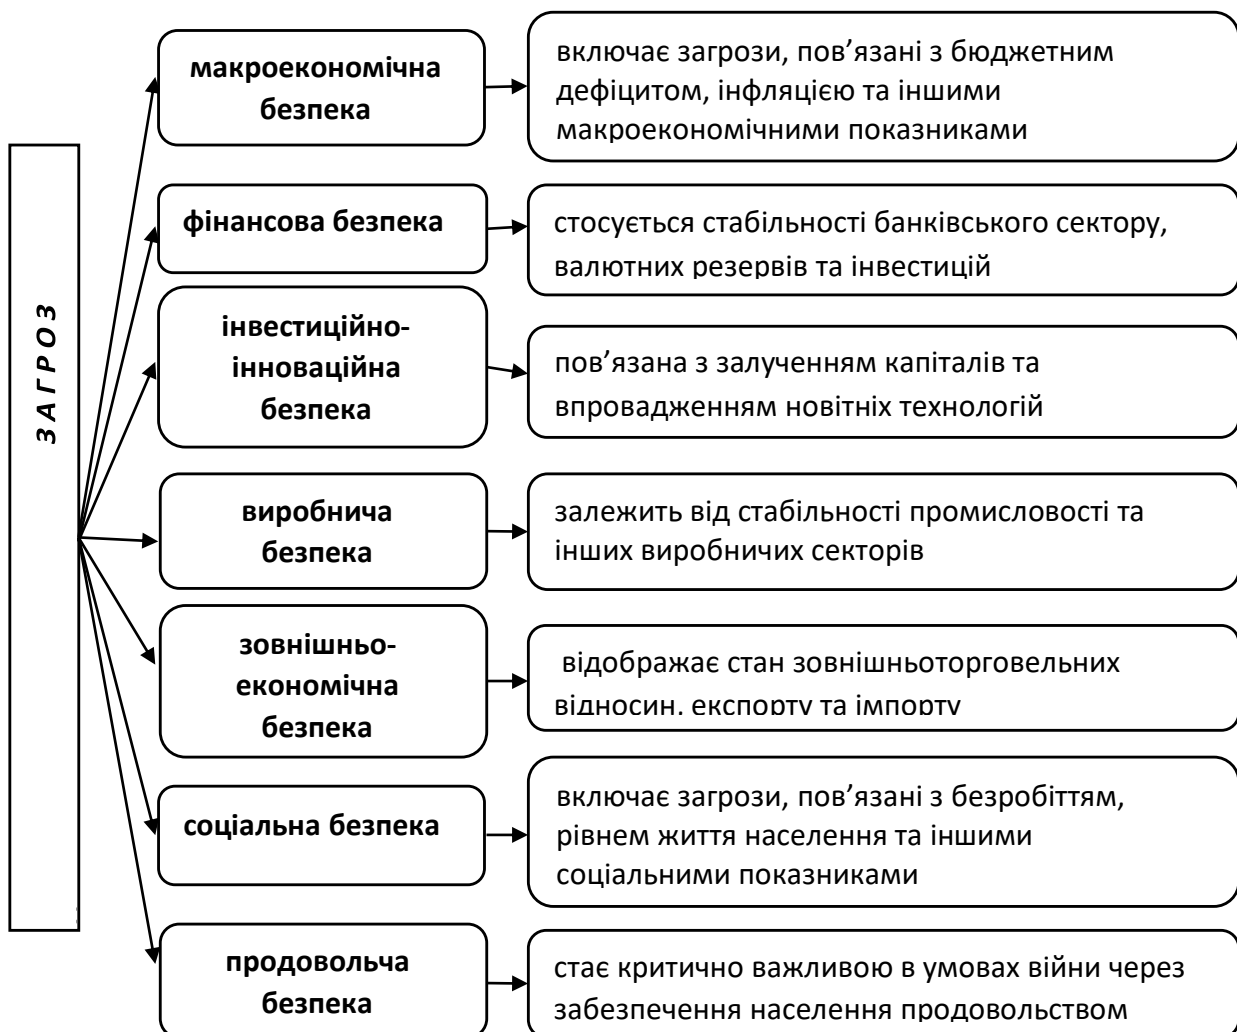 З А Г Р О З
макроекономічна
безпека
включає загрози, пов’язані з бюджетним
дефіцитом, інфляцією та іншими
макроекономічними показниками
фінансова безпека
стосується стабільності банківського сектору,
валютних резервів та інвестицій
інвестиційно-
інноваційна
безпека
пов’язана з залученням капіталів та
впровадженням новітніх технологій
виробнича
безпека
залежить від стабільності промисловості та
інших виробничих секторів
зовнішньо-
економічна
безпека
відображає стан зовнішньоторговельних
відносин, експорту та імпорту
соціальна безпека
включає загрози, пов’язані з безробіттям,
рівнем життя населення та іншими
соціальними показниками
продовольча
безпека
стає критично важливою в умовах війни через
забезпечення населення продовольством